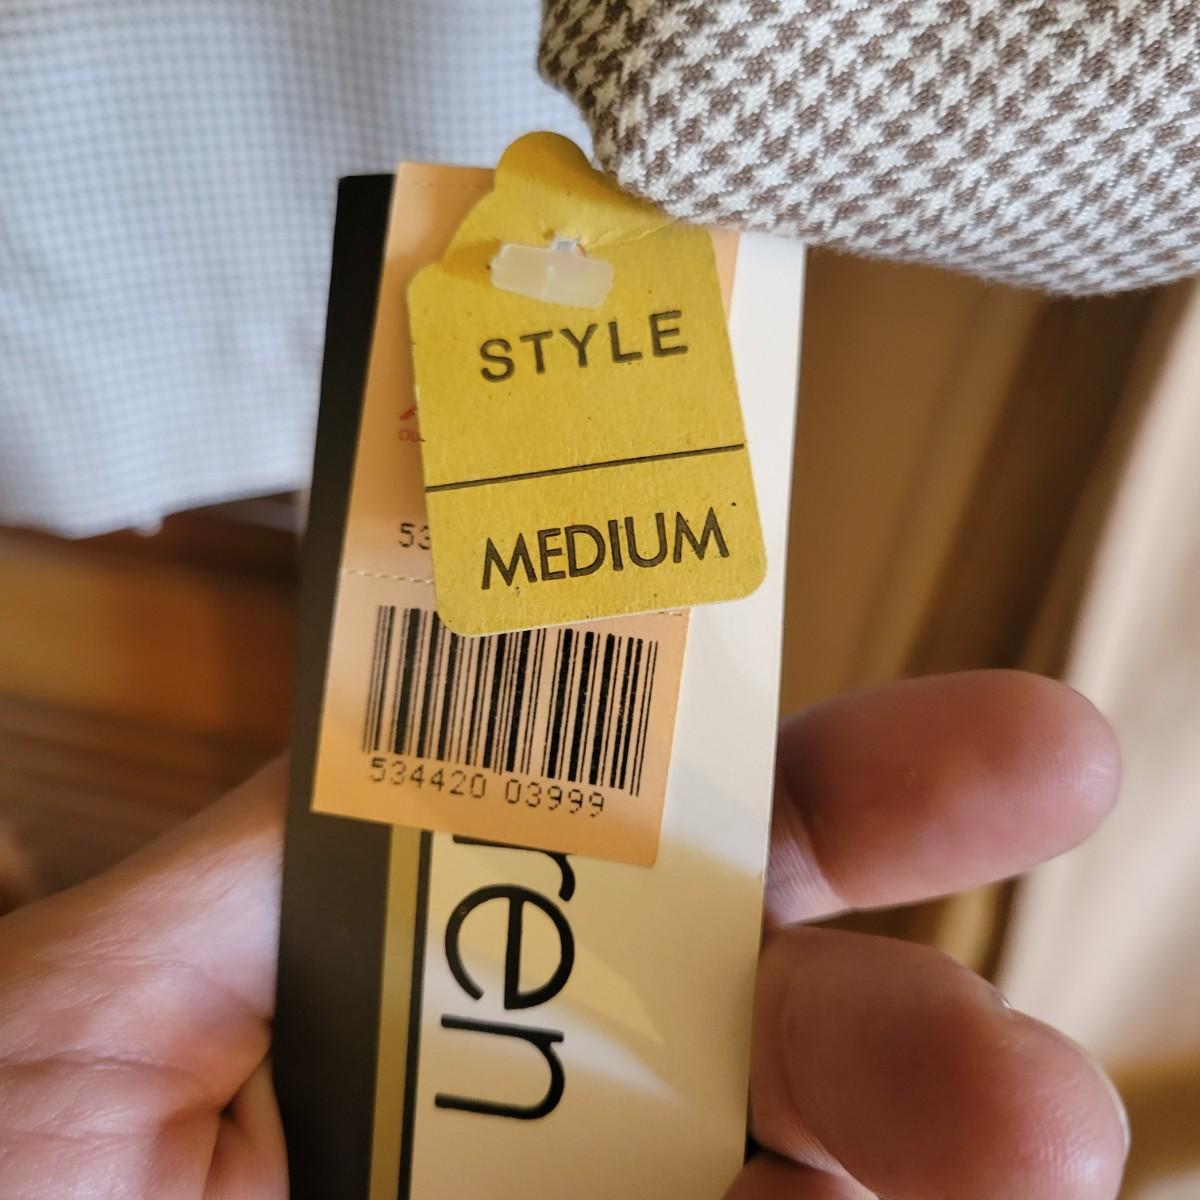 STYLE
MEDIUM
53
534420 03999
ren